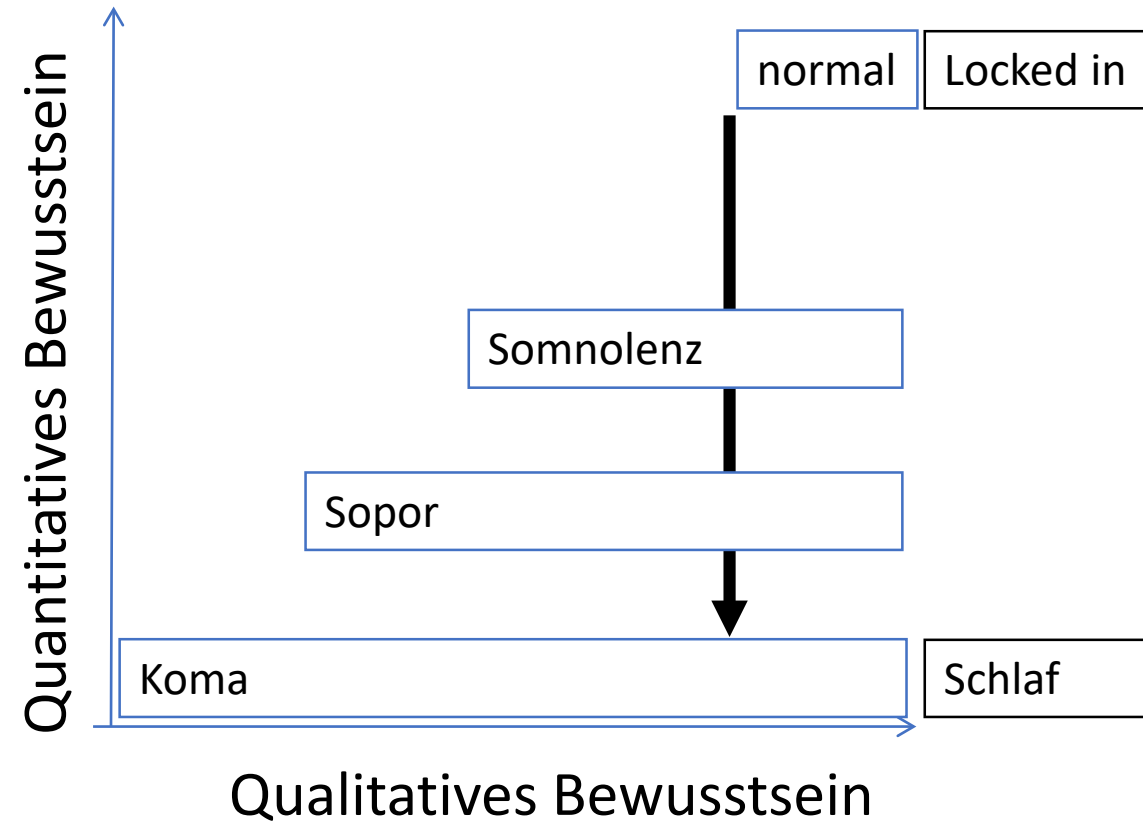 Quantitatives Bewusstsein
normal
Locked in
Somnolenz
Sopor
Koma
Schlaf
Qualitatives Bewusstsein